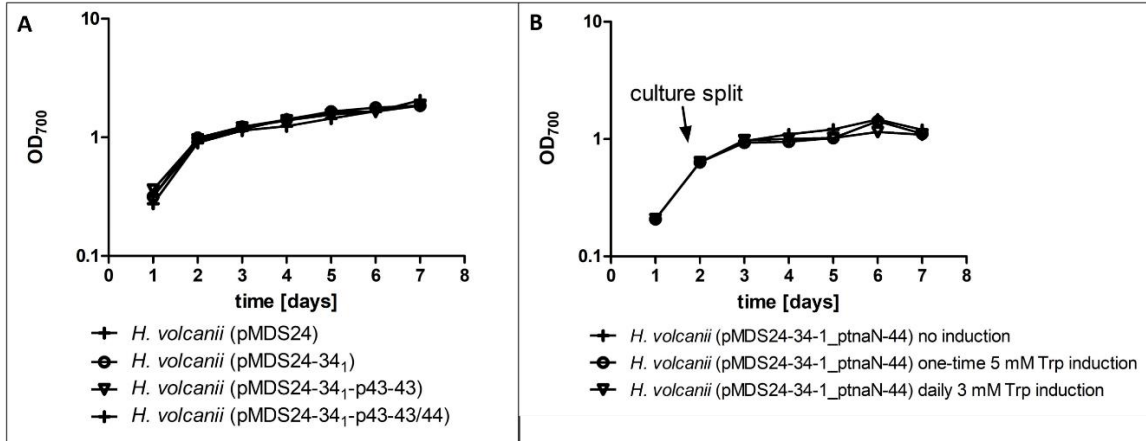 A
10
1
0.1
OD700
0 1 2 3 4 5 6 7 8
time [days]
H. volcanii (pMDS24)
H. volcanii (pMDS24-34₁)
H. volcanii (pMDS24-34₁-p43-43)
H. volcanii (pMDS24-34₁-p43-43/44)
B
10
culture split
1
0.1
OD700
0 1 2 3 4 5 6 7 8
time [days]
H. volcanii (pMDS24-34-1_ptnaN-44) no induction
H. volcanii (pMDS24-34-1_ptnaN-44) one-time 5 mM Trp induction
H. volcanii (pMDS24-34-1_ptnaN-44) daily 3 mM Trp induction